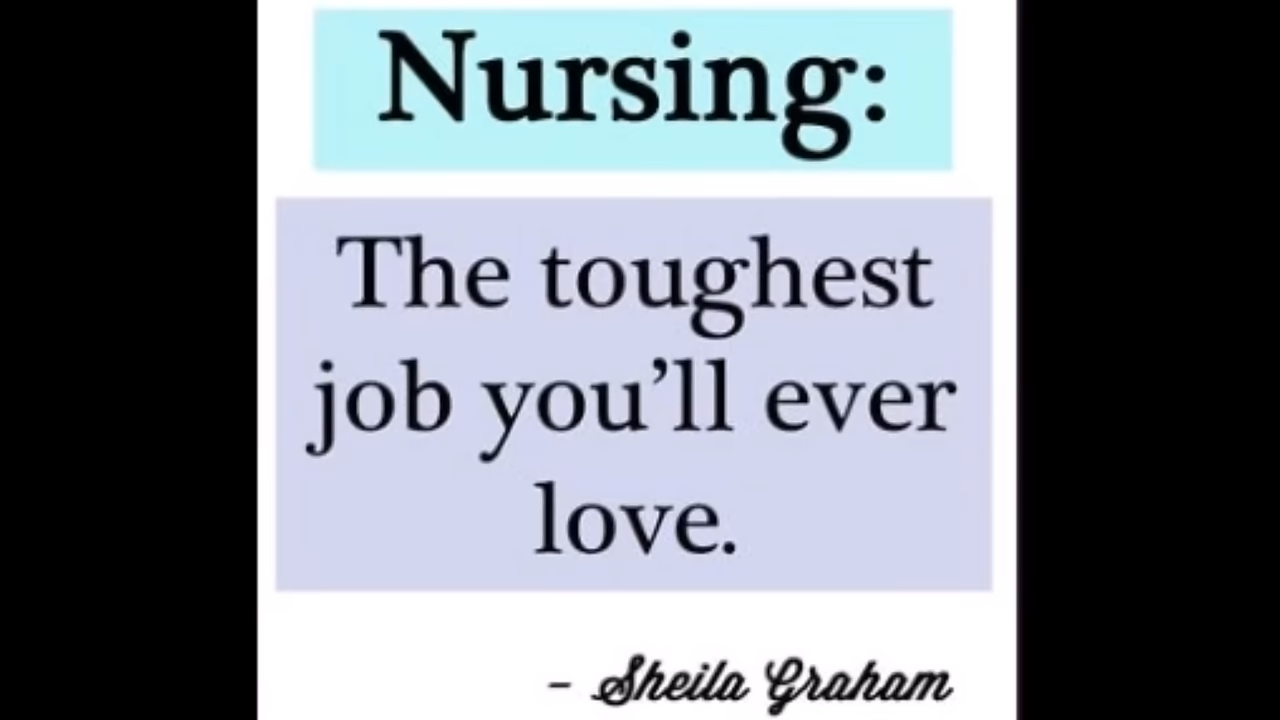 Nursing:
The toughest
job you’ll ever
love.
- Sheila Graham